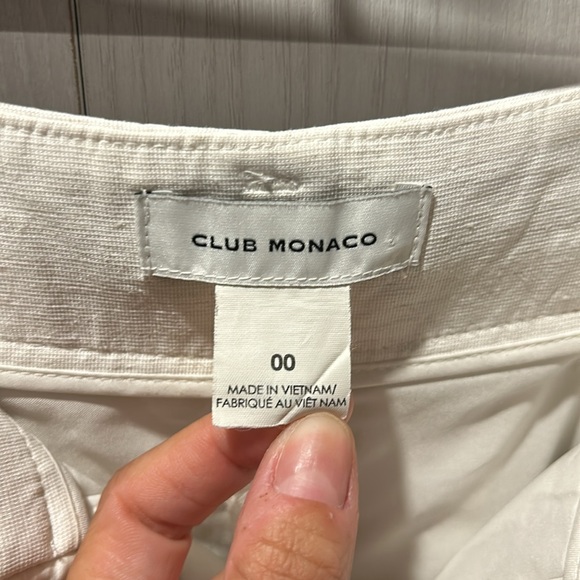 CLUB MONACO
00
MADE IN VIETNAM/
FABRIQUÉ AU VIÊT NAM